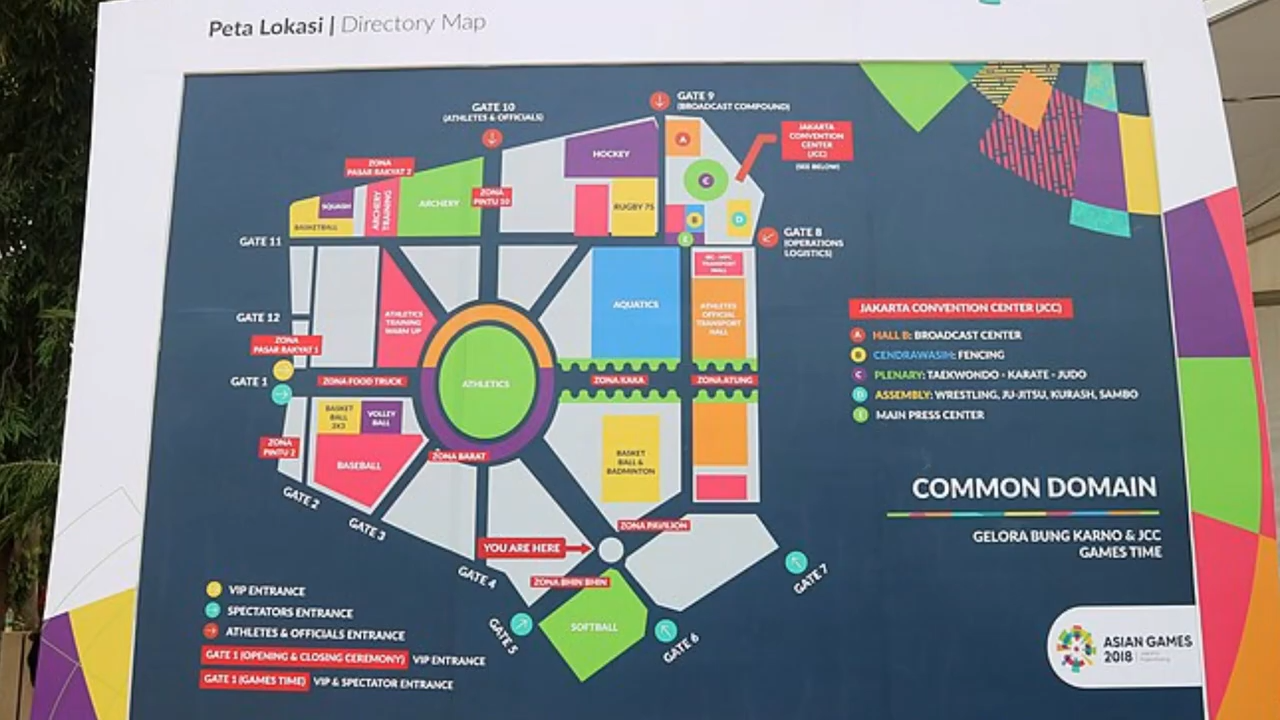 Peta Lokasi | Directory Map
GATE 9
(BROADCAST COMPOUND)
GATE 10
(ATHLETES & OFFICIALS)
JAKARTA
CONVENTION
CENTER
(JCC)
(SEE BELOW)
A
HOCKEY
ZONA
PASAR RAKYAT 2
C
SQUASH
ARCHERY
TRAINING
ARCHERY
ZONA
PINTU 10
RUGBY 7S
B
D
BASKETBALL
E
GATE 11
GATE 8
(OPERATIONS
LOGISTICS)
IBC - MPC
TRANSPORT
MALL
AQUATICS
ATHLETES
OFFICIAL
TRANSPORT
HALL
ATHLETICS
TRAINING
WARM UP
GATE 12
ZONA
PASAR RAKYAT 1
GATE 1
ZONA FOOD TRUCK
ATHLETICS
ZONA KAKA
ZONA ATUNG
BASKET
BALL
3X3
VOLLEY
BALL
ZONA
PINTU 2
BASEBALL
ZONA BARAT
BASKET
BALL &
BADMINTON
GATE 2
GATE 3
ZONA PAVILION
YOU ARE HERE
GATE 4
ZONA BHIN BHIN
GATE 7
GATE 5
SOFTBALL
GATE 6
JAKARTA CONVENTION CENTER (JCC)
A HALL B: BROADCAST CENTER
B CENDRAWASIH: FENCING
C PLENARY: TAEKWONDO - KARATE - JUDO
D ASSEMBLY: WRESTLING, JU-JITSU, KURASH, SAMBO
E MAIN PRESS CENTER
COMMON DOMAIN
GELORA BUNG KARNO & JCC
GAMES TIME
VIP ENTRANCE
SPECTATORS ENTRANCE
ATHLETES & OFFICIALS ENTRANCE
GATE 1 (OPENING & CLOSING CEREMONY) VIP ENTRANCE
GATE 1 (GAMES TIME) VIP & SPECTATOR ENTRANCE
ASIAN GAMES
2018
Jakarta
Palembang